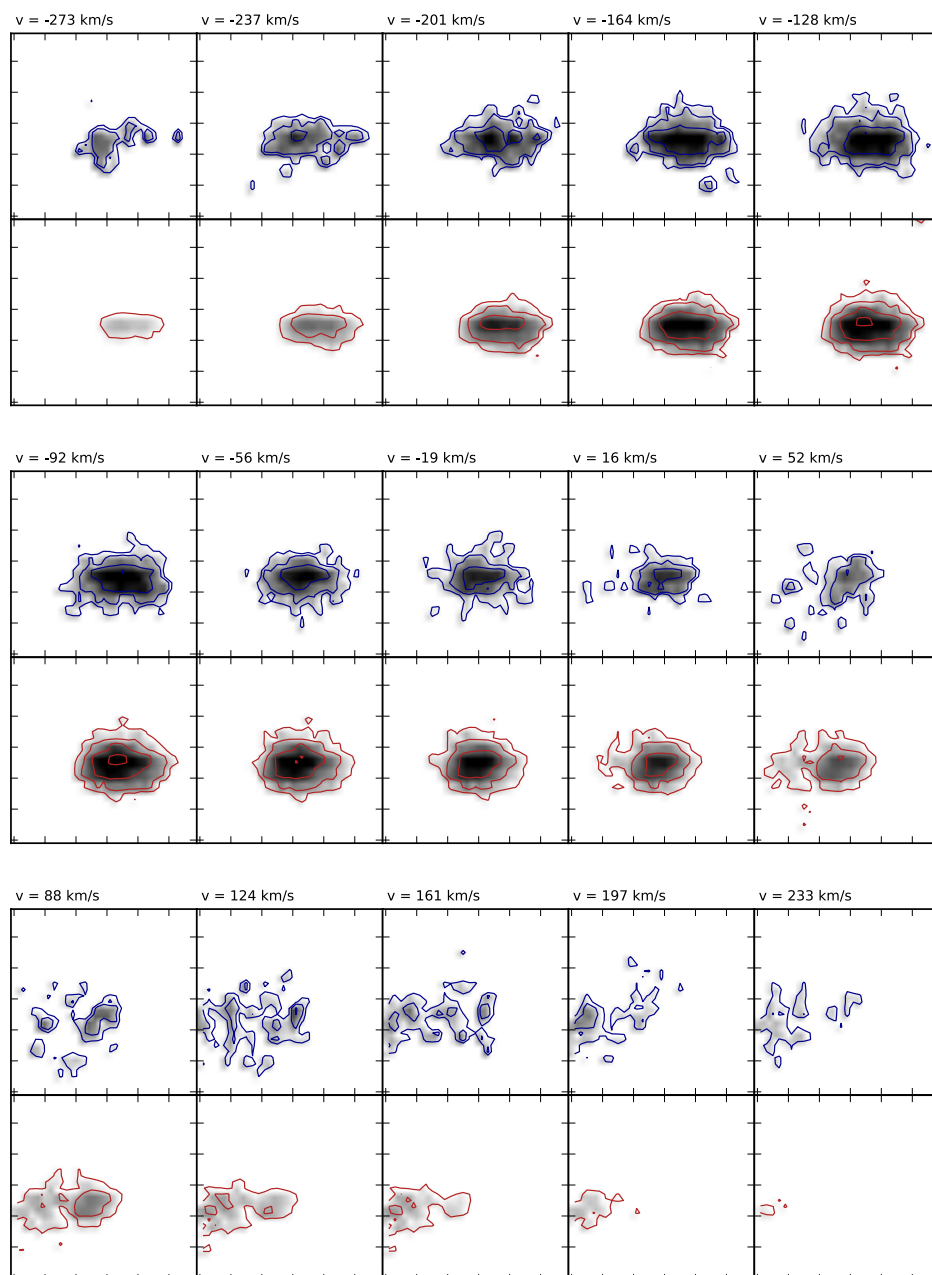 v = -273 km/s v = -237 km/s v = -201 km/s v = -164 km/s v = -128 km/s
v = -92 km/s v = -56 km/s v = -19 km/s v = 16 km/s v = 52 km/s
v = 88 km/s v = 124 km/s v = 161 km/s v = 197 km/s v = 233 km/s